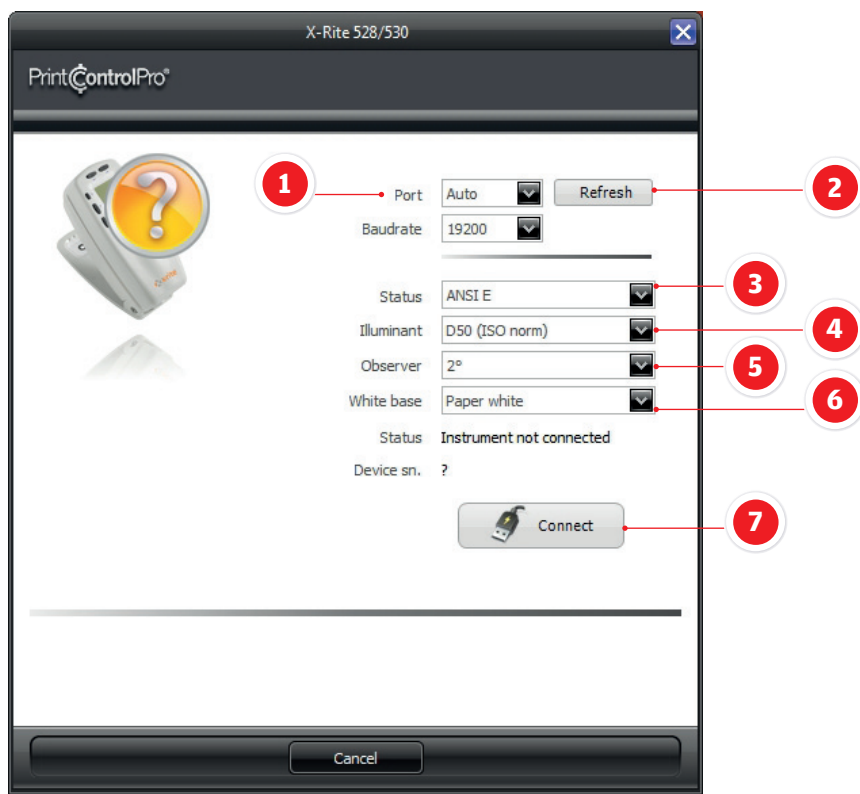 X-Rite 528/530
PrintControlPro®
1
Port Auto Refresh
2
Baudrate 19200
Status ANSI E
3
Illuminant D50 (ISO norm)
4
Observer 2°
5
White base Paper white
6
Status Instrument not connected
Device sn. ?
Connect
7
Cancel